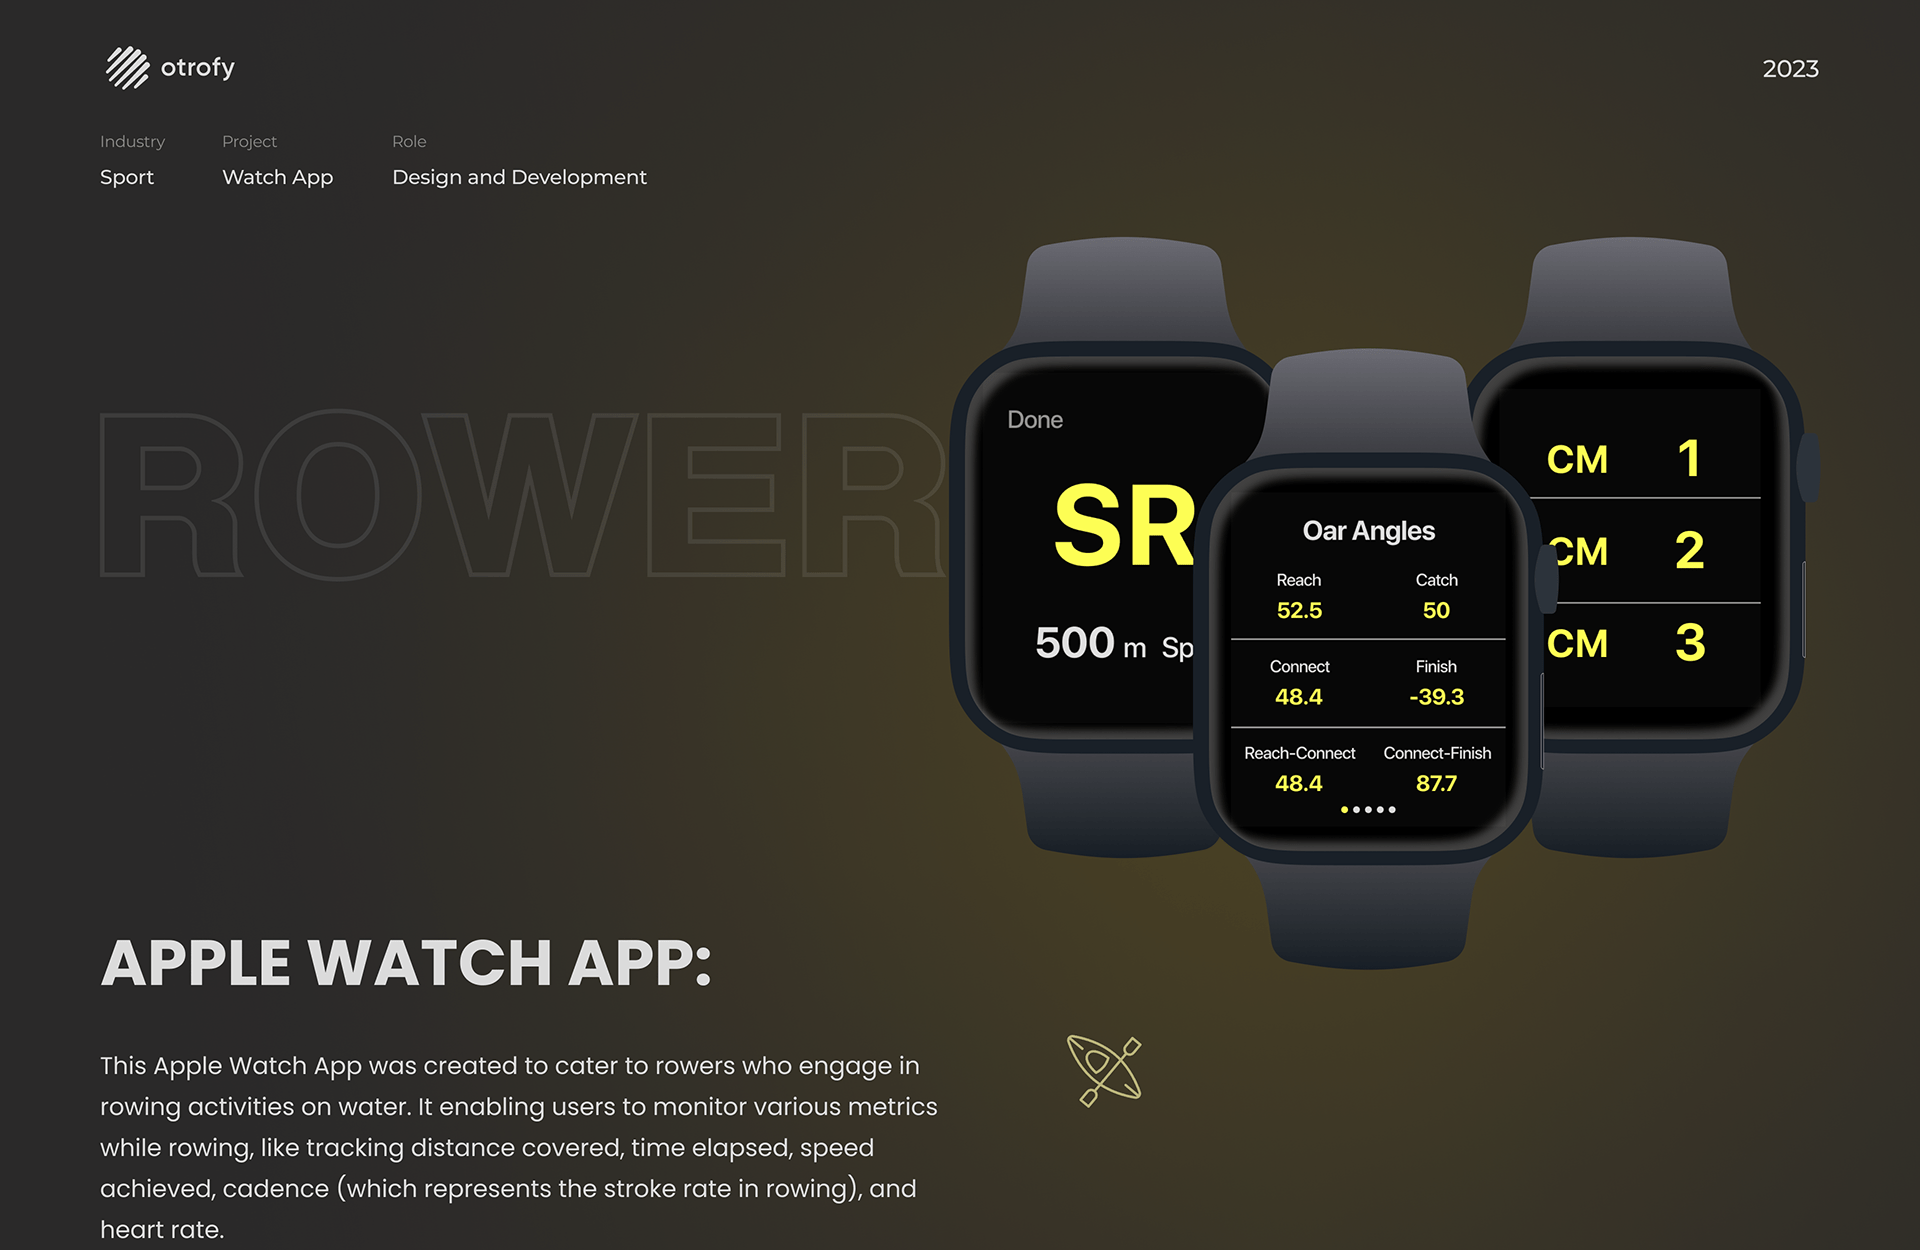 otrofy
2023
Industry
Project
Role
Sport
Watch App
Design and Development
ROWER
Done
SR
500 m Sp
Oar Angles
Reach
Catch
52.5
50
Connect
Finish
48.4
-39.3
Reach-Connect
Connect-Finish
48.4
87.7
CM 1
CM 2
CM 3
APPLE WATCH APP:
This Apple Watch App was created to cater to rowers who engage in
rowing activities on water. It enabling users to monitor various metrics
while rowing, like tracking distance covered, time elapsed, speed
achieved, cadence (which represents the stroke rate in rowing), and
heart rate.